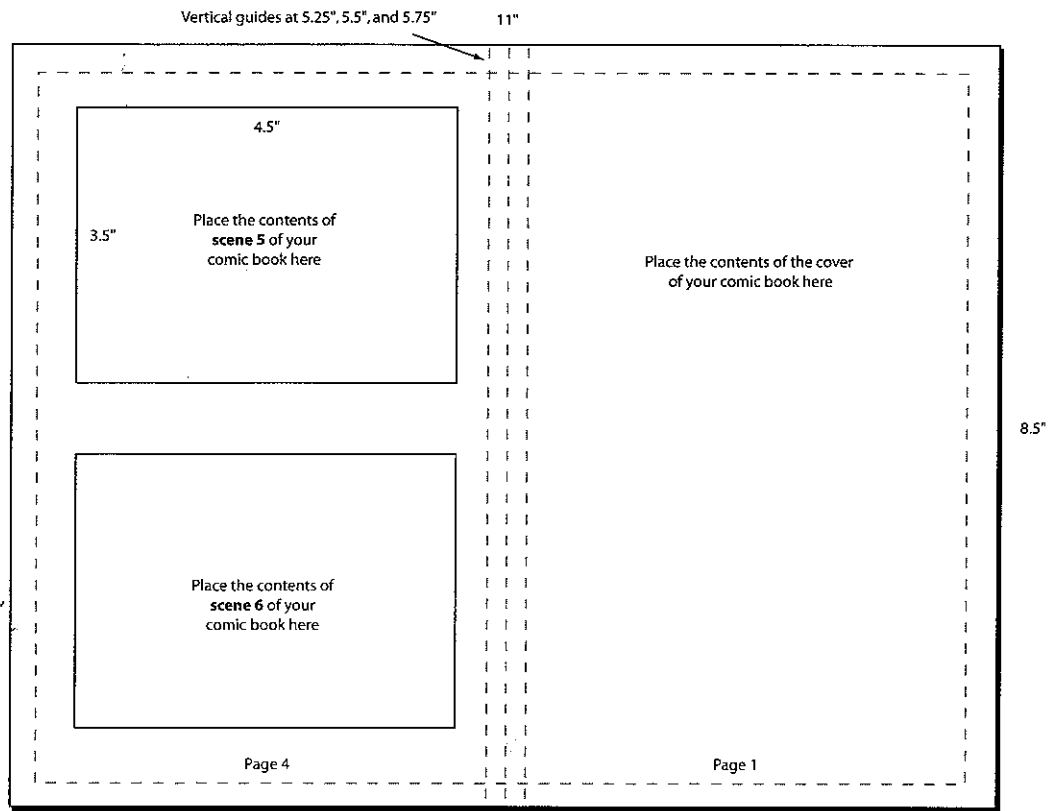 Vertical guides at 5.25", 5.5", and 5.75"
11"
4.5"
3.5"
Place the contents of
scene 5 of your
comic book here
Place the contents of the cover
of your comic book here
8.5"
Place the contents of
scene 6 of your
comic book here
Page 4
Page 1